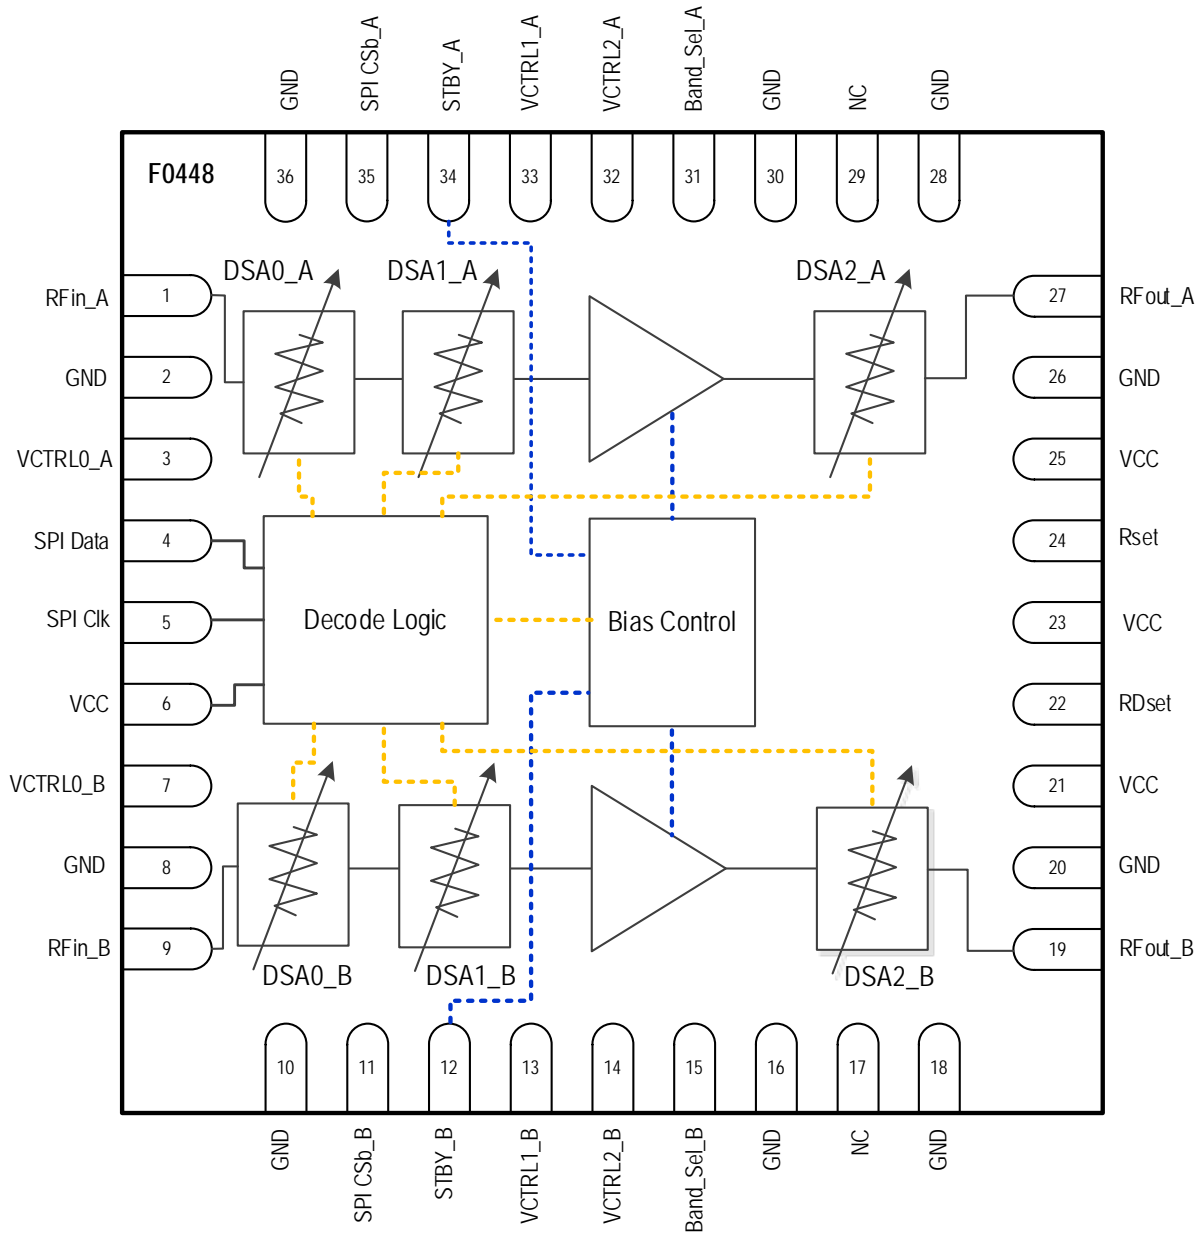 GND
SPI CSb_A
STBY_A
VCTRL1_A
VCTRL2_A
Band_Sel_A
GND
NC
GND
F0448
36
35
34
33
32
31
30
29
28
DSA0_A
DSA1_A
DSA2_A
RFin_A
1
27
RFout_A
GND
2
26
GND
VCTRL0_A
3
25
VCC
SPI Data
4
24
Rset
SPI Clk
5
Decode Logic
Bias Control
23
VCC
VCC
6
22
RDset
VCTRL0_B
7
21
VCC
GND
8
20
GND
RFin_B
9
19
RFout_B
DSA0_B
DSA1_B
DSA2_B
10
11
12
13
14
15
16
17
18
GND
SPI CSb_B
STBY_B
VCTRL1_B
VCTRL2_B
Band_Sel_B
GND
NC
GND